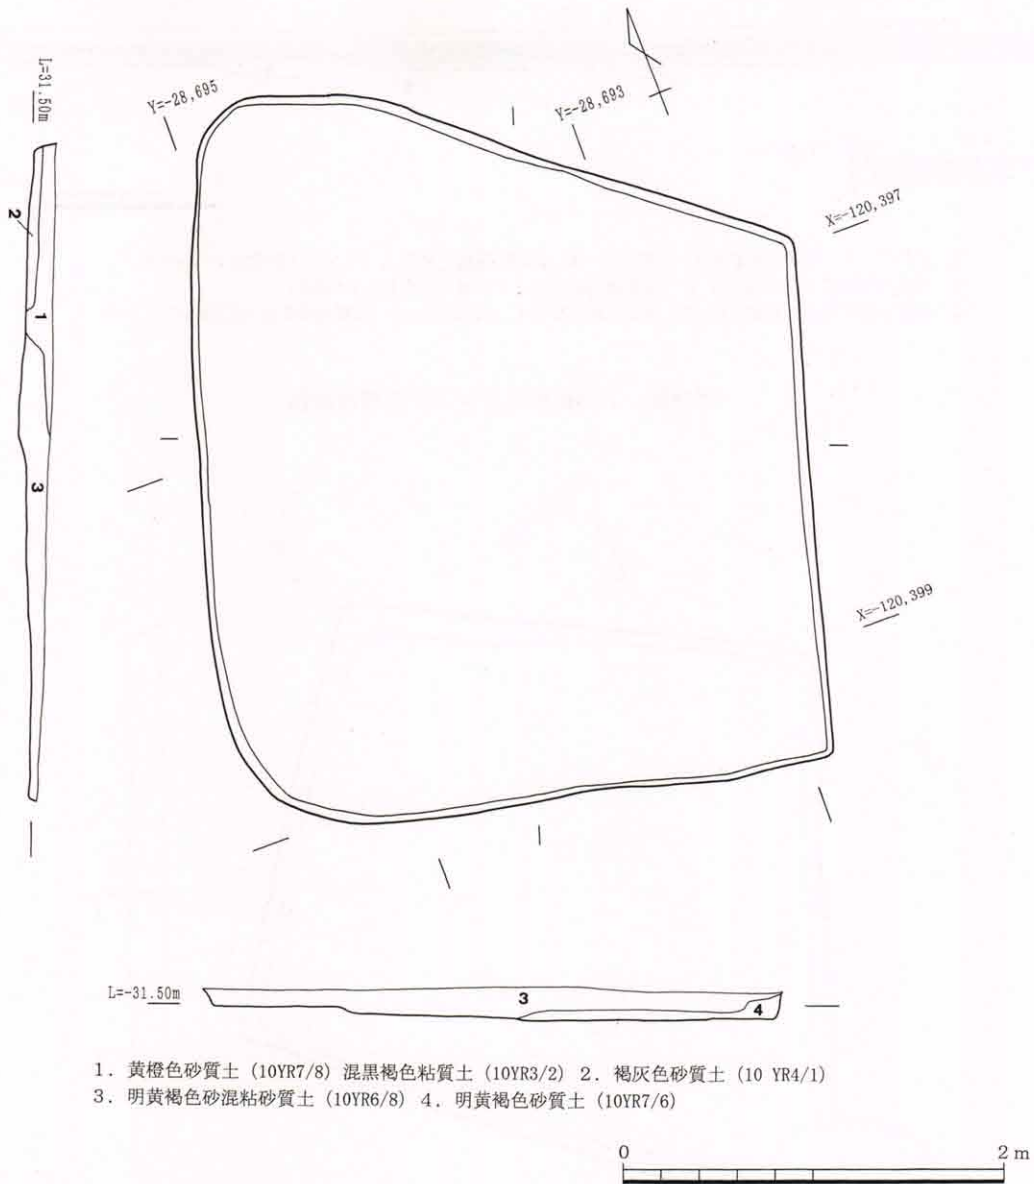 L=31.50m
Y=-28,695
Y=-28,693
X=-120,397
2
1
3
X=-120,399
L=-31.50m
3
4
1. 黄橙色砂質土 (10YR7/8) 混黒褐色粘質土 (10YR3/2) 2. 褐灰色砂質土 (10 YR4/1)
3. 明黄褐色砂混粘砂質土 (10YR6/8) 4. 明黄褐色砂質土 (10YR7/6)
0
2 m